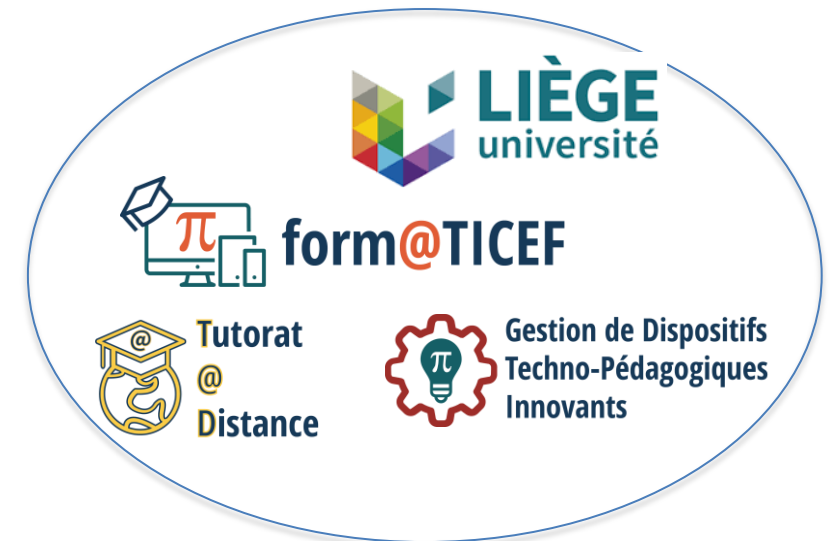 LIÈGE
université
π
form@TICEF
@
Tutorat
@
Distance
π
Gestion de Dispositifs
Techno-Pédagogiques
Innovants